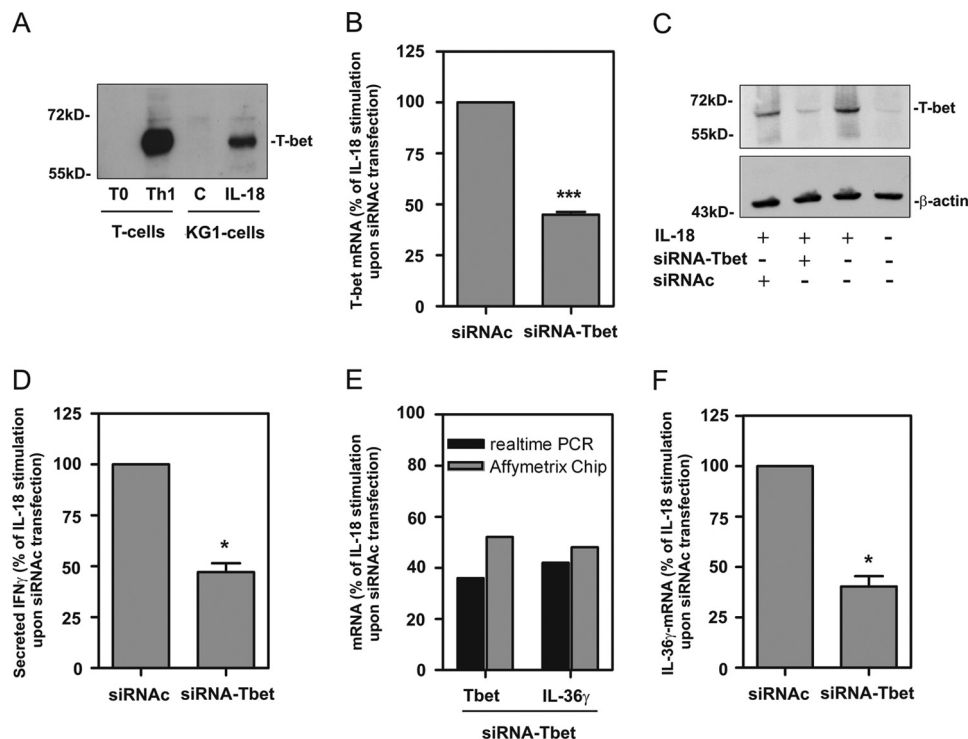 A
72kD-
-T-bet
55kD-
T0 Th1 C IL-18
T-cells KG1-cells
B
T-bet mRNA (% of IL-18 stimulation
upon siRNAc transfection)
125
100
75
50
25
0
***
siRNAc siRNA-Tbet
C
72kD-
-T-bet
55kD-
-β-actin
43kD-
IL-18 + + + -
siRNA-Tbet - + - -
siRNAc + - - -
D
Secreted IFNγ (% of IL-18 stimulation
upon siRNAc transfection)
125
100
75
50
25
0
*
siRNAc siRNA-Tbet
E
mRNA (% of IL-18 stimulation
upon siRNAc transfection)
100
80
60
40
20
0
realtime PCR
Affymetrix Chip
Tbet IL-36γ
siRNA-Tbet
F
IL-36γ-mRNA (% of IL-18 stimulation
upon siRNAc transfection)
125
100
75
50
25
0
*
siRNAc siRNA-Tbet